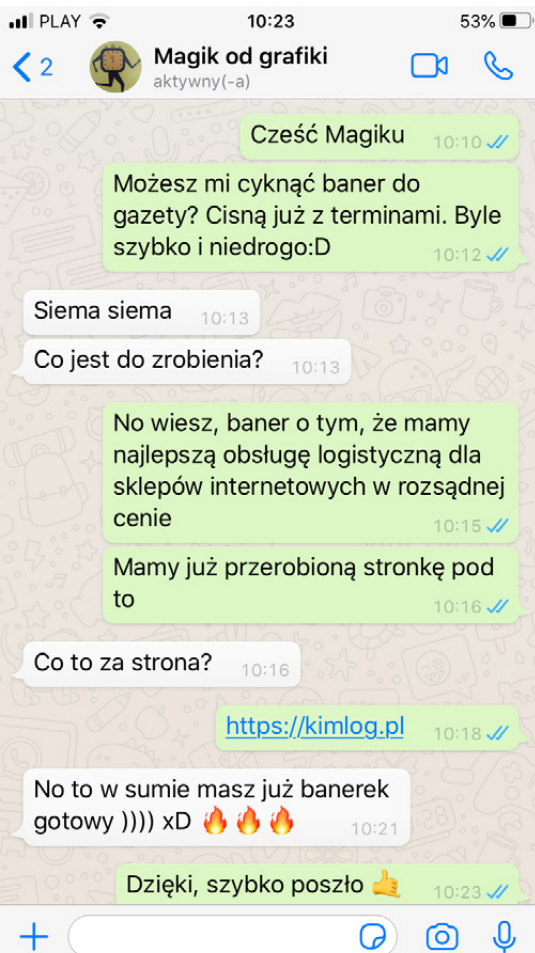 PLAY 10:23 53%
2 Magik od grafiki
aktywny(-a)
Cześć Magiku 10:10
Możesz mi cyknąć baner do
gazety? Cisną już z terminami. Byle
szybko i niedrogo:D 10:12
Siema siema 10:13
Co jest do zrobienia? 10:13
No wiesz, baner o tym, że mamy
najlepszą obsługę logistyczną dla
sklepów internetowych w rozsądnej
cenie 10:15
Mamy już przerobioną stronkę pod
to 10:16
Co to za strona? 10:16
https://kimlog.pl 10:18
No to w sumie masz już banerek
gotowy )))) xD 🔥🔥🔥 10:21
Dzięki, szybko poszło 🤙 10:23